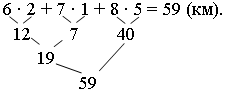 6 · 2 + 7 · 1 + 8 · 5 = 59 (км).
12 7 40
19
59